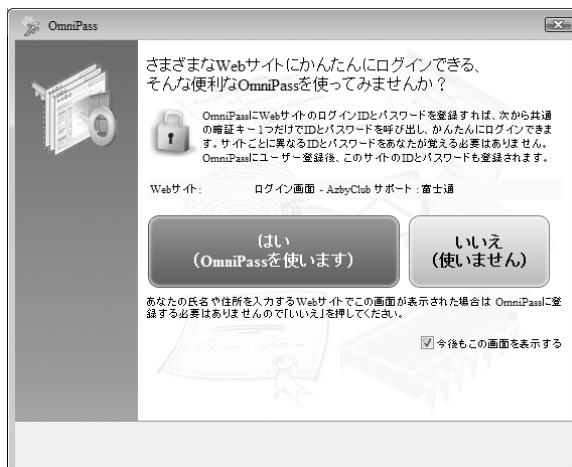 OmniPass
さまざまなWebサイトにかんたんにログインできる、
そんな便利なOmniPassを使ってみませんか？
OmniPassにWebサイトのログインIDとパスワードを登録すれば、次から共通
の暗証キー1つだけでIDとパスワードを呼び出し、かんたんにログインできま
す。サイトごとに異なるIDとパスワードをあなたが覚える必要はありません。
OmniPassにユーザー登録後、このサイトのIDとパスワードも登録されます。
Webサイト: ログイン画面 - AzbyClub サポート : 富士通
はい
（OmniPassを使います）
いいえ
（使いません）
あなたの氏名や住所を入力するWebサイトでこの画面が表示された場合は OmniPassに登
録する必要はありませんので「いいえ」を押してください。
今後もこの画面を表示する